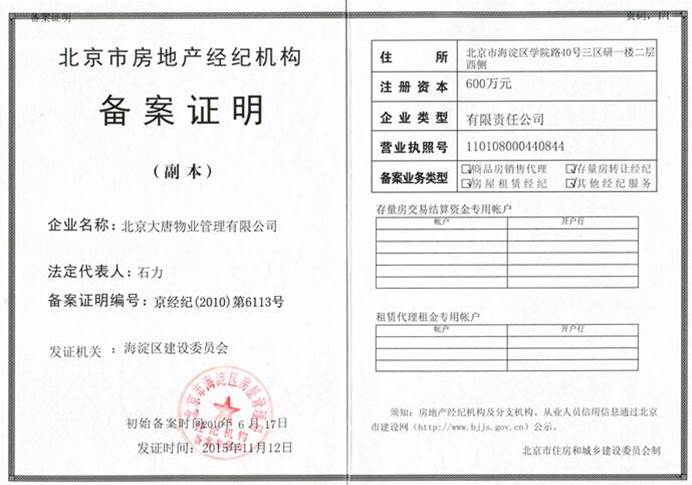 备案证明
北京市房地产经纪机构
备案证明
（副本）
企业名称：北京大唐物业管理有限公司
法定代表人：石力
备案证明编号：京经纪(2010)第6113号
发证机关：海淀区建设委员会
初始备案时间2010年 6月 17日
发证时间：2015年11月12日
页码：1/1
住所 北京市海淀区学院路40号三区研一楼二层西侧
注册资本 600万元
企业类型 有限责任公司
营业执照号 110108000440844
备案业务类型 ☑商品房销售代理 ☑存量房转让经纪
☑房屋租赁经纪 ☑其他经纪服务
存量房交易结算资金专用帐户
帐户 开户行
租赁代理租金专用帐户
帐户 开户行
须知：房地产经纪机构及分支机构、从业人员信用信息通过北京
市建设网（http://www.bjjs.gov.cn）公示。
北京市住房和城乡建设委员会制